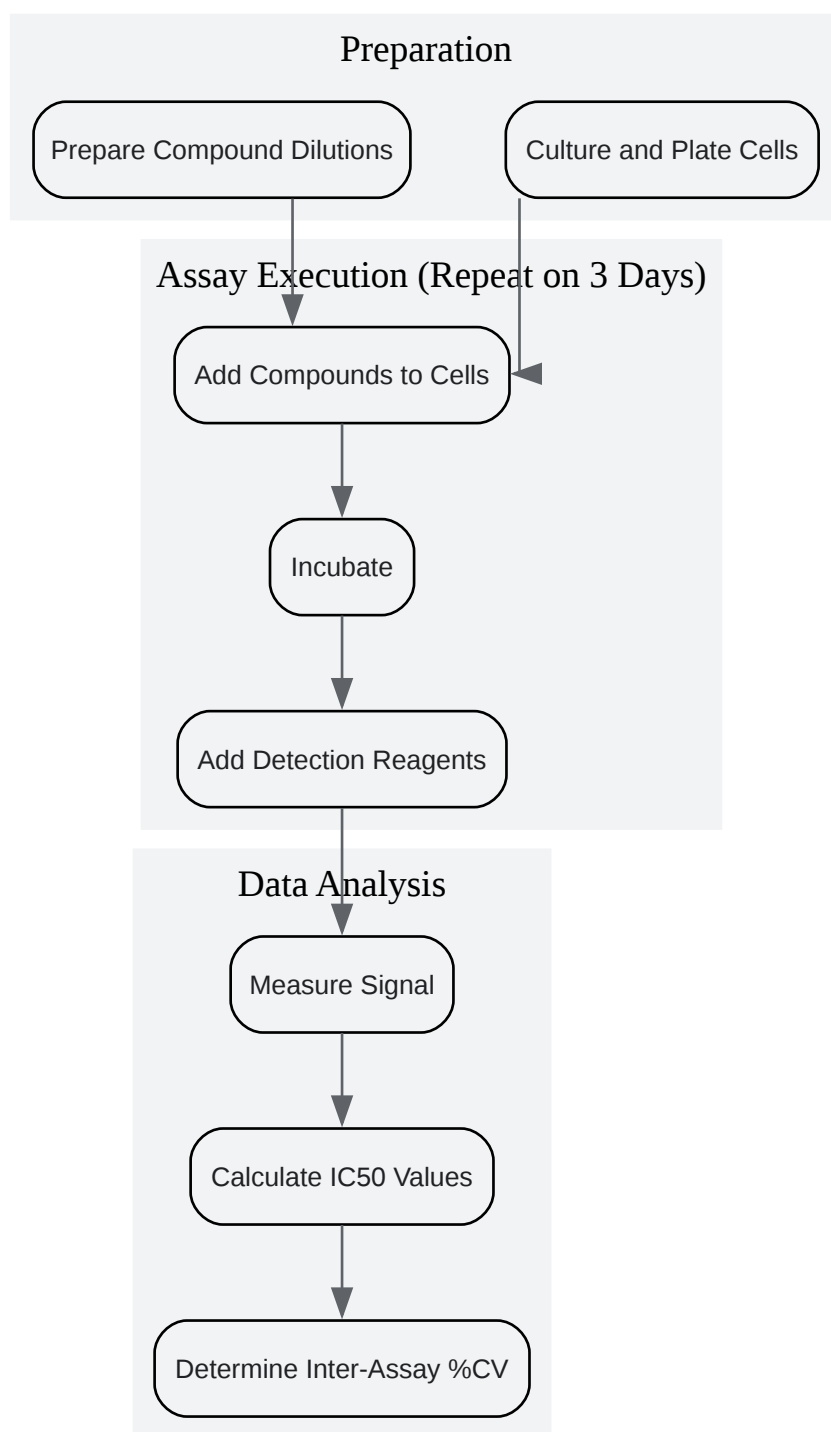 Preparation
Prepare Compound Dilutions
Culture and Plate Cells
Assay Execution (Repeat on 3 Days)
Add Compounds to Cells
Incubate
Add Detection Reagents
Data Analysis
Measure Signal
Calculate IC50 Values
Determine Inter-Assay %CV